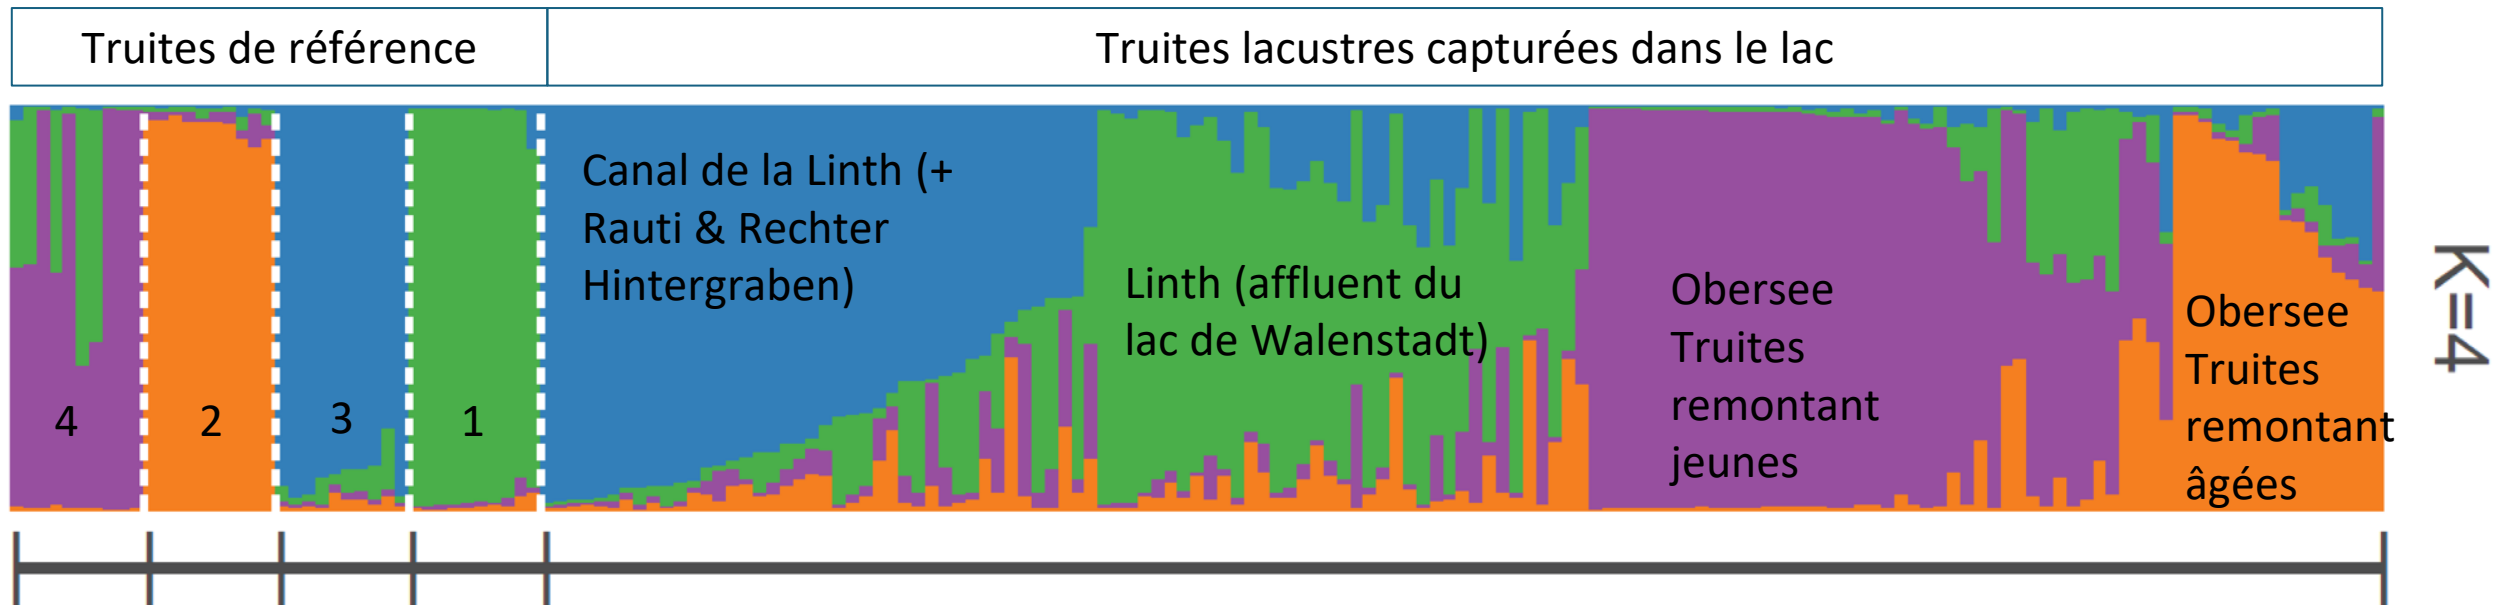 Truites de référence
Truites lacustres capturées dans le lac
4
2
3
1
Canal de la Linth (+
Rauti & Rechter
Hintergraben)
Linth (affluent du
lac de Walenstadt)
Obersee
Truites
remontant
jeunes
Obersee
Truites
remontant
âgées
K=4